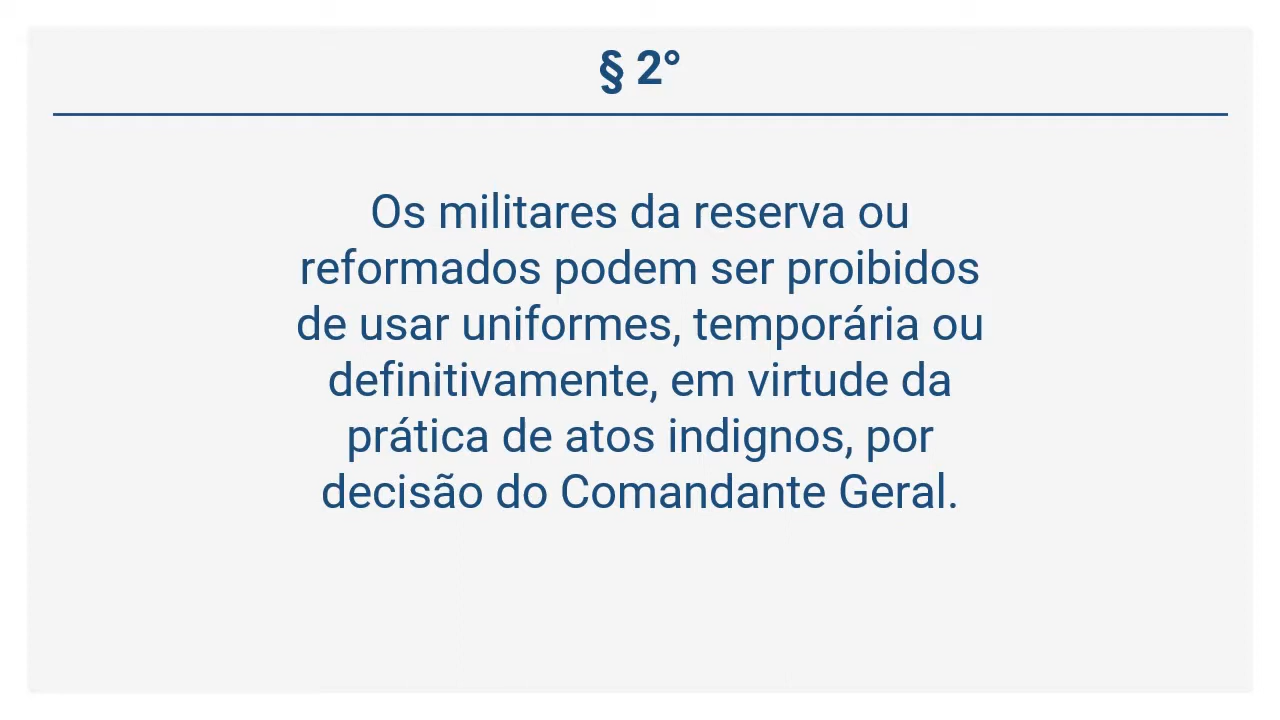 § 2°
Os militares da reserva ou
reformados podem ser proibidos
de usar uniformes, temporária ou
definitivamente, em virtude da
prática de atos indignos, por
decisão do Comandante Geral.